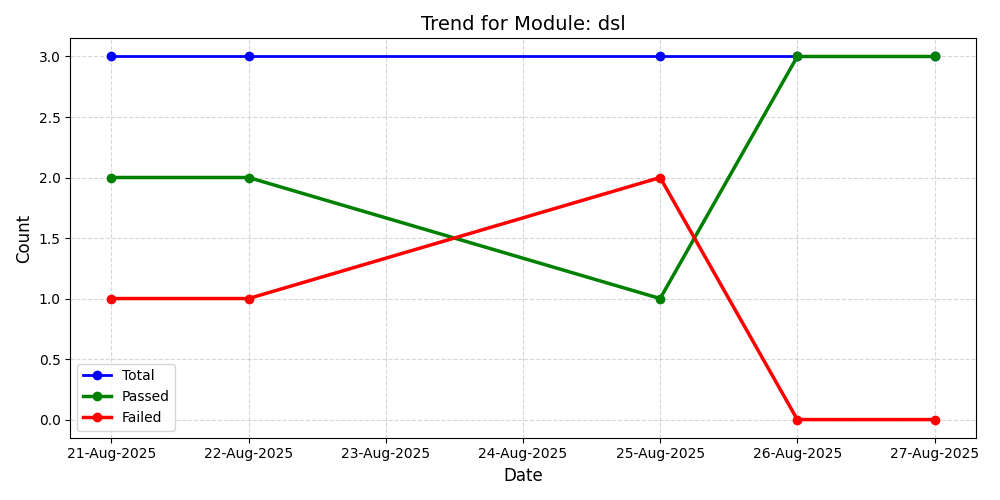 Trend for Module: dsl
3.0
2.5
2.0
1.5
1.0
0.5
0.0
Count
Total
Passed
Failed
21-Aug-2025
22-Aug-2025
23-Aug-2025
24-Aug-2025
25-Aug-2025
26-Aug-2025
27-Aug-2025
Date